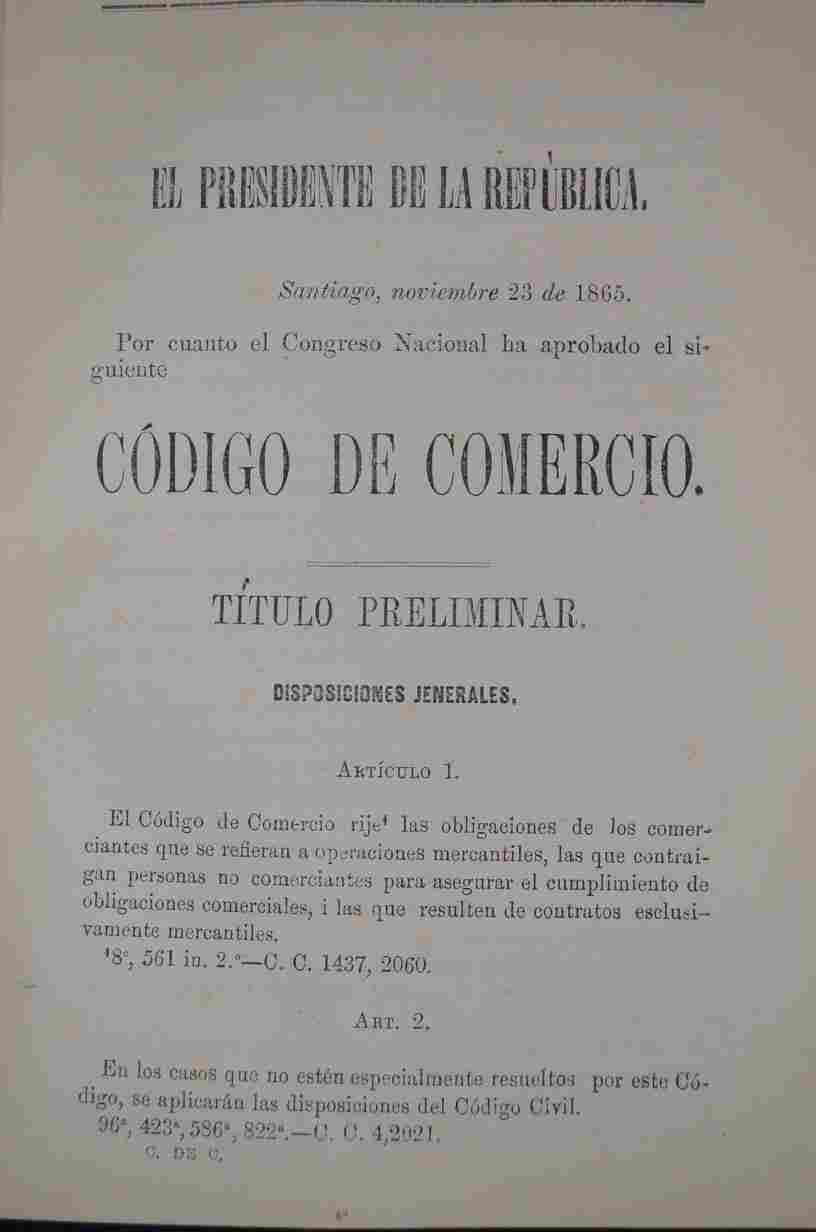 EL PRESIDENTE DE LA REPÚBLICA.
Santiago, noviembre 23 de 1865.
Por cuanto el Congreso Nacional ha aprobado el si-
guiente
CÓDIGO DE COMERCIO.
TÍTULO PRELIMINAR.
DISPOSICIONES JENERALES.
ARTÍCULO 1.
El Código de Comercio rije¹ las obligaciones de los comer-
ciantes que se refieran a operaciones mercantiles, las que contrai-
gan personas no comerciantes para asegurar el cumplimiento de
obligaciones comerciales, i las que resulten de contratos esclusi-
vamente mercantiles.
¹8º, 561 in. 2.º—C. C. 1437, 2060.
ART. 2.
En los casos que no estén especialmente resueltos por este Có-
digo, se aplicarán las disposiciones del Código Civil.
96ª, 423ª, 586ª, 822ª.—C. C. 4,2021.
C. DE C.